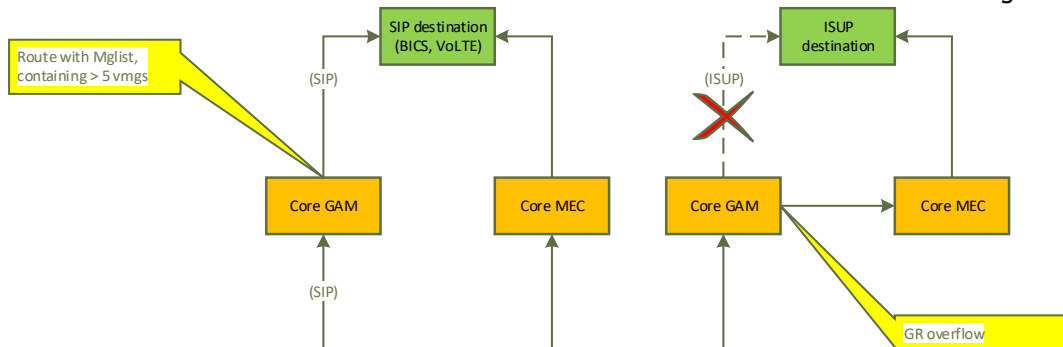 g
SIP destination
(BICS, VoLTE)
ISUP
destination
Route with Mglist,
containing > 5 vmgs
(SIP)
(ISUP)
Core GAM
Core MEC
Core GAM
Core MEC
(SIP)
GR overflow